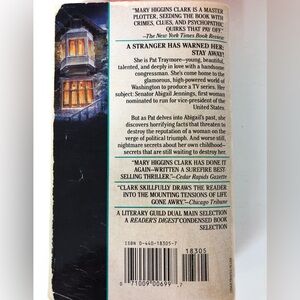 "MARY HIGGINS CLARK IS A MASTER
PLOTTER, SEEDING THE BOOK WITH
CRIMES, CLUES, AND PSYCHOPATHIC
QUIRKS THAT PAY OFF."
—The New York Times Book Review
A STRANGER HAS WARNED HER:
STAY AWAY!
She is Pat Traymore—young, beautiful,
talented, and deeply in love with a handsome
congressman. She's come home to the
glamorous, high-powered world of
Washington to produce a TV series. Her
subject: Senator Abigail Jennings, first woman
nominated to run for vice-president of the
United States.
But as Pat delves into Abigail's past, she
discovers horrifying facts that threaten to
destroy the reputation of a woman on the
verge of political triumph. And worse still,
nightmare secrets about her own childhood—
secrets that are still waiting to destroy her.
"MARY HIGGINS CLARK HAS DONE IT
AGAIN—WRITTEN A SUREFIRE BEST-
SELLING THRILLER."—Cedar Rapids Gazette
"CLARK SKILLFULLY DRAWS THE READER
INTO THE MOUNTING TENSIONS OF LIFE
GONE AWRY."—Chicago Tribune
A LITERARY GUILD DUAL MAIN SELECTION
A READER'S DIGEST CONDENSED BOOK
SELECTION
ISBN 0-440-18305-7
18305
0 71009 00699 7